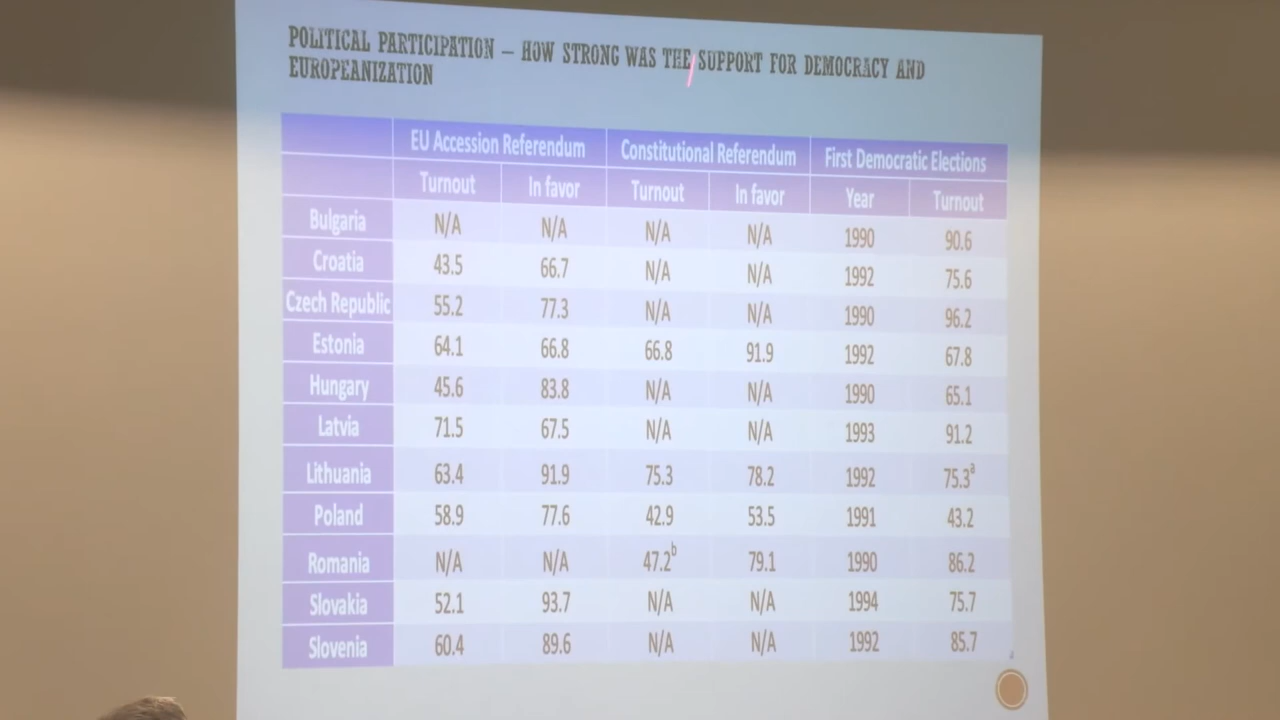 POLITICAL PARTICIPATION – HOW STRONG WAS THE SUPPORT FOR DEMOCRACY AND
EUROPEANIZATION
EU Accession Referendum Constitutional Referendum First Democratic Elections
Turnout In favor Turnout In favor Year Turnout
Bulgaria N/A N/A N/A N/A 1990 90.6
Croatia 43.5 66.7 N/A N/A 1992 75.6
Czech Republic 55.2 77.3 N/A N/A 1990 96.2
Estonia 64.1 66.8 66.8 91.9 1992 67.8
Hungary 45.6 83.8 N/A N/A 1990 65.1
Latvia 71.5 67.5 N/A N/A 1993 91.2
Lithuania 63.4 91.9 75.3 78.2 1992 75.3ª
Poland 58.9 77.6 42.9 53.5 1991 43.2
Romania N/A N/A 47.2ᵇ 79.1 1990 86.2
Slovakia 52.1 93.7 N/A N/A 1994 75.7
Slovenia 60.4 89.6 N/A N/A 1992 85.7